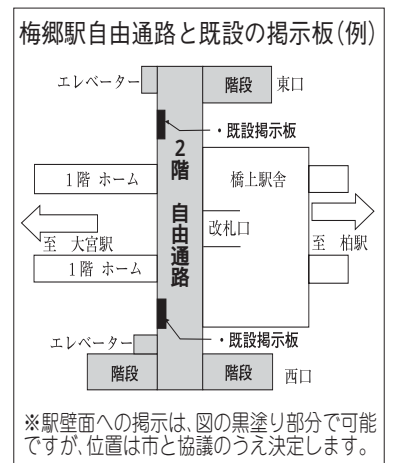 梅郷駅自由通路と既設の掲示板(例)
エレベーター
階段
東口
・既設掲示板
2階 自由通路
1階 ホーム
橋上駅舎
改札口
至 大宮駅
至 柏駅
1階 ホーム
・既設掲示板
エレベーター
階段
階段
西口
※駅壁面への掲示は、図の黒塗り部分で可能
ですが、位置は市と協議のうえ決定します。